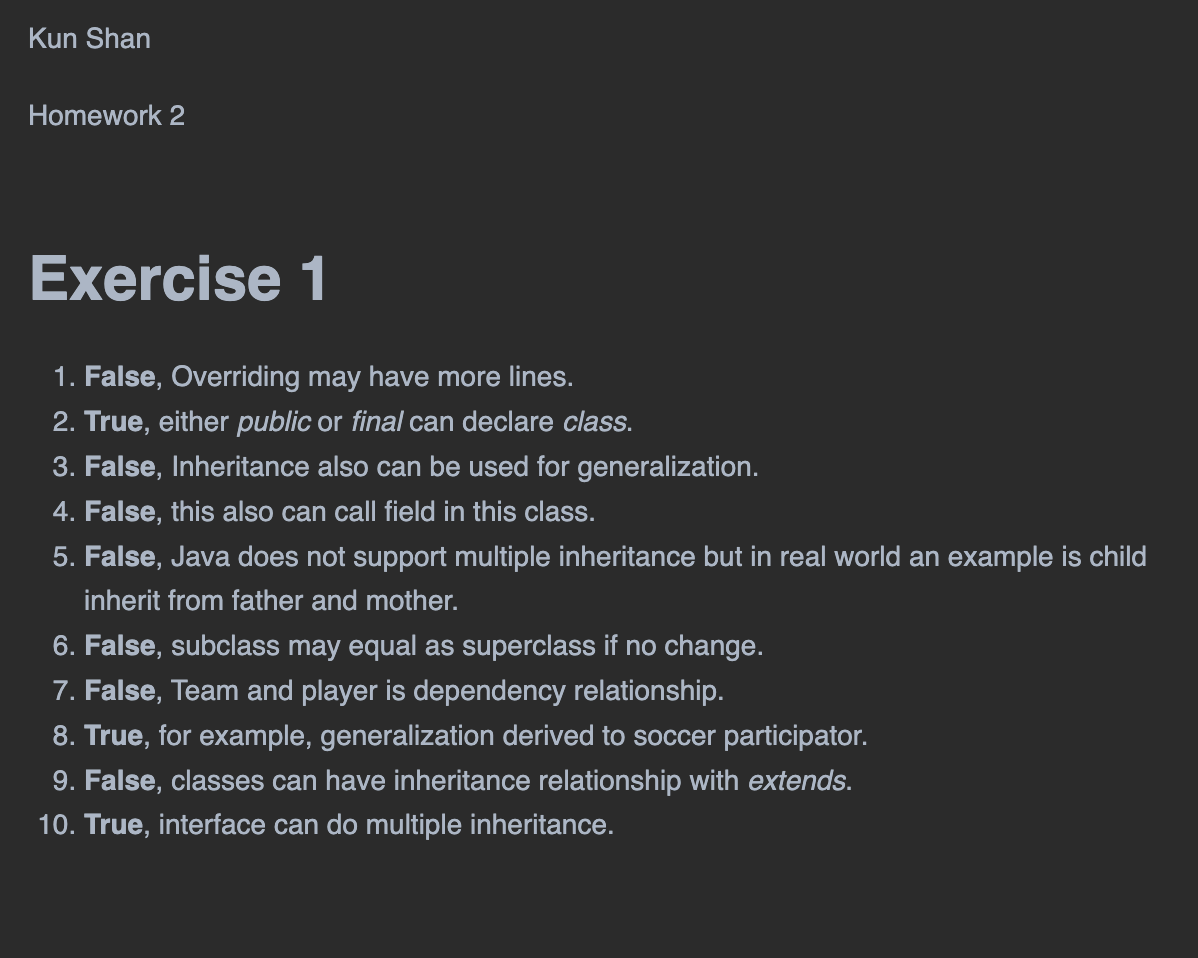 Kun Shan
Homework 2
Exercise 1
1. False, Overriding may have more lines.
2. True, either public or final can declare class.
3. False, Inheritance also can be used for generalization.
4. False, this also can call field in this class.
5. False, Java does not support multiple inheritance but in real world an example is child
inherit from father and mother.
6. False, subclass may equal as superclass if no change.
7. False, Team and player is dependency relationship.
8. True, for example, generalization derived to soccer participator.
9. False, classes can have inheritance relationship with extends.
10. True, interface can do multiple inheritance.